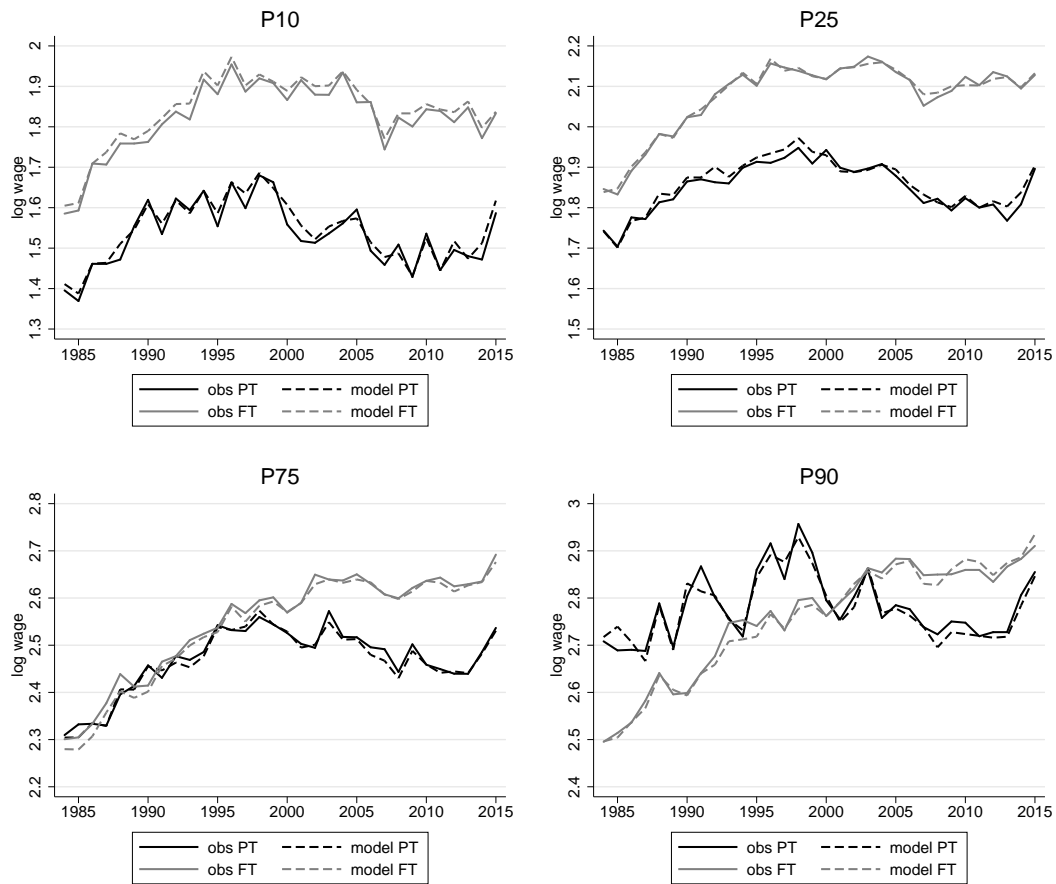 P10
log wage
1.3 1.4 1.5 1.6 1.7 1.8 1.9 2
1985 1990 1995 2000 2005 2010 2015
obs PT model PT
obs FT model FT
P25
log wage
1.5 1.6 1.7 1.8 1.9 2 2.1 2.2
1985 1990 1995 2000 2005 2010 2015
obs PT model PT
obs FT model FT
P75
log wage
2.2 2.3 2.4 2.5 2.6 2.7 2.8
1985 1990 1995 2000 2005 2010 2015
obs PT model PT
obs FT model FT
P90
log wage
2.4 2.5 2.6 2.7 2.8 2.9 3
1985 1990 1995 2000 2005 2010 2015
obs PT model PT
obs FT model FT